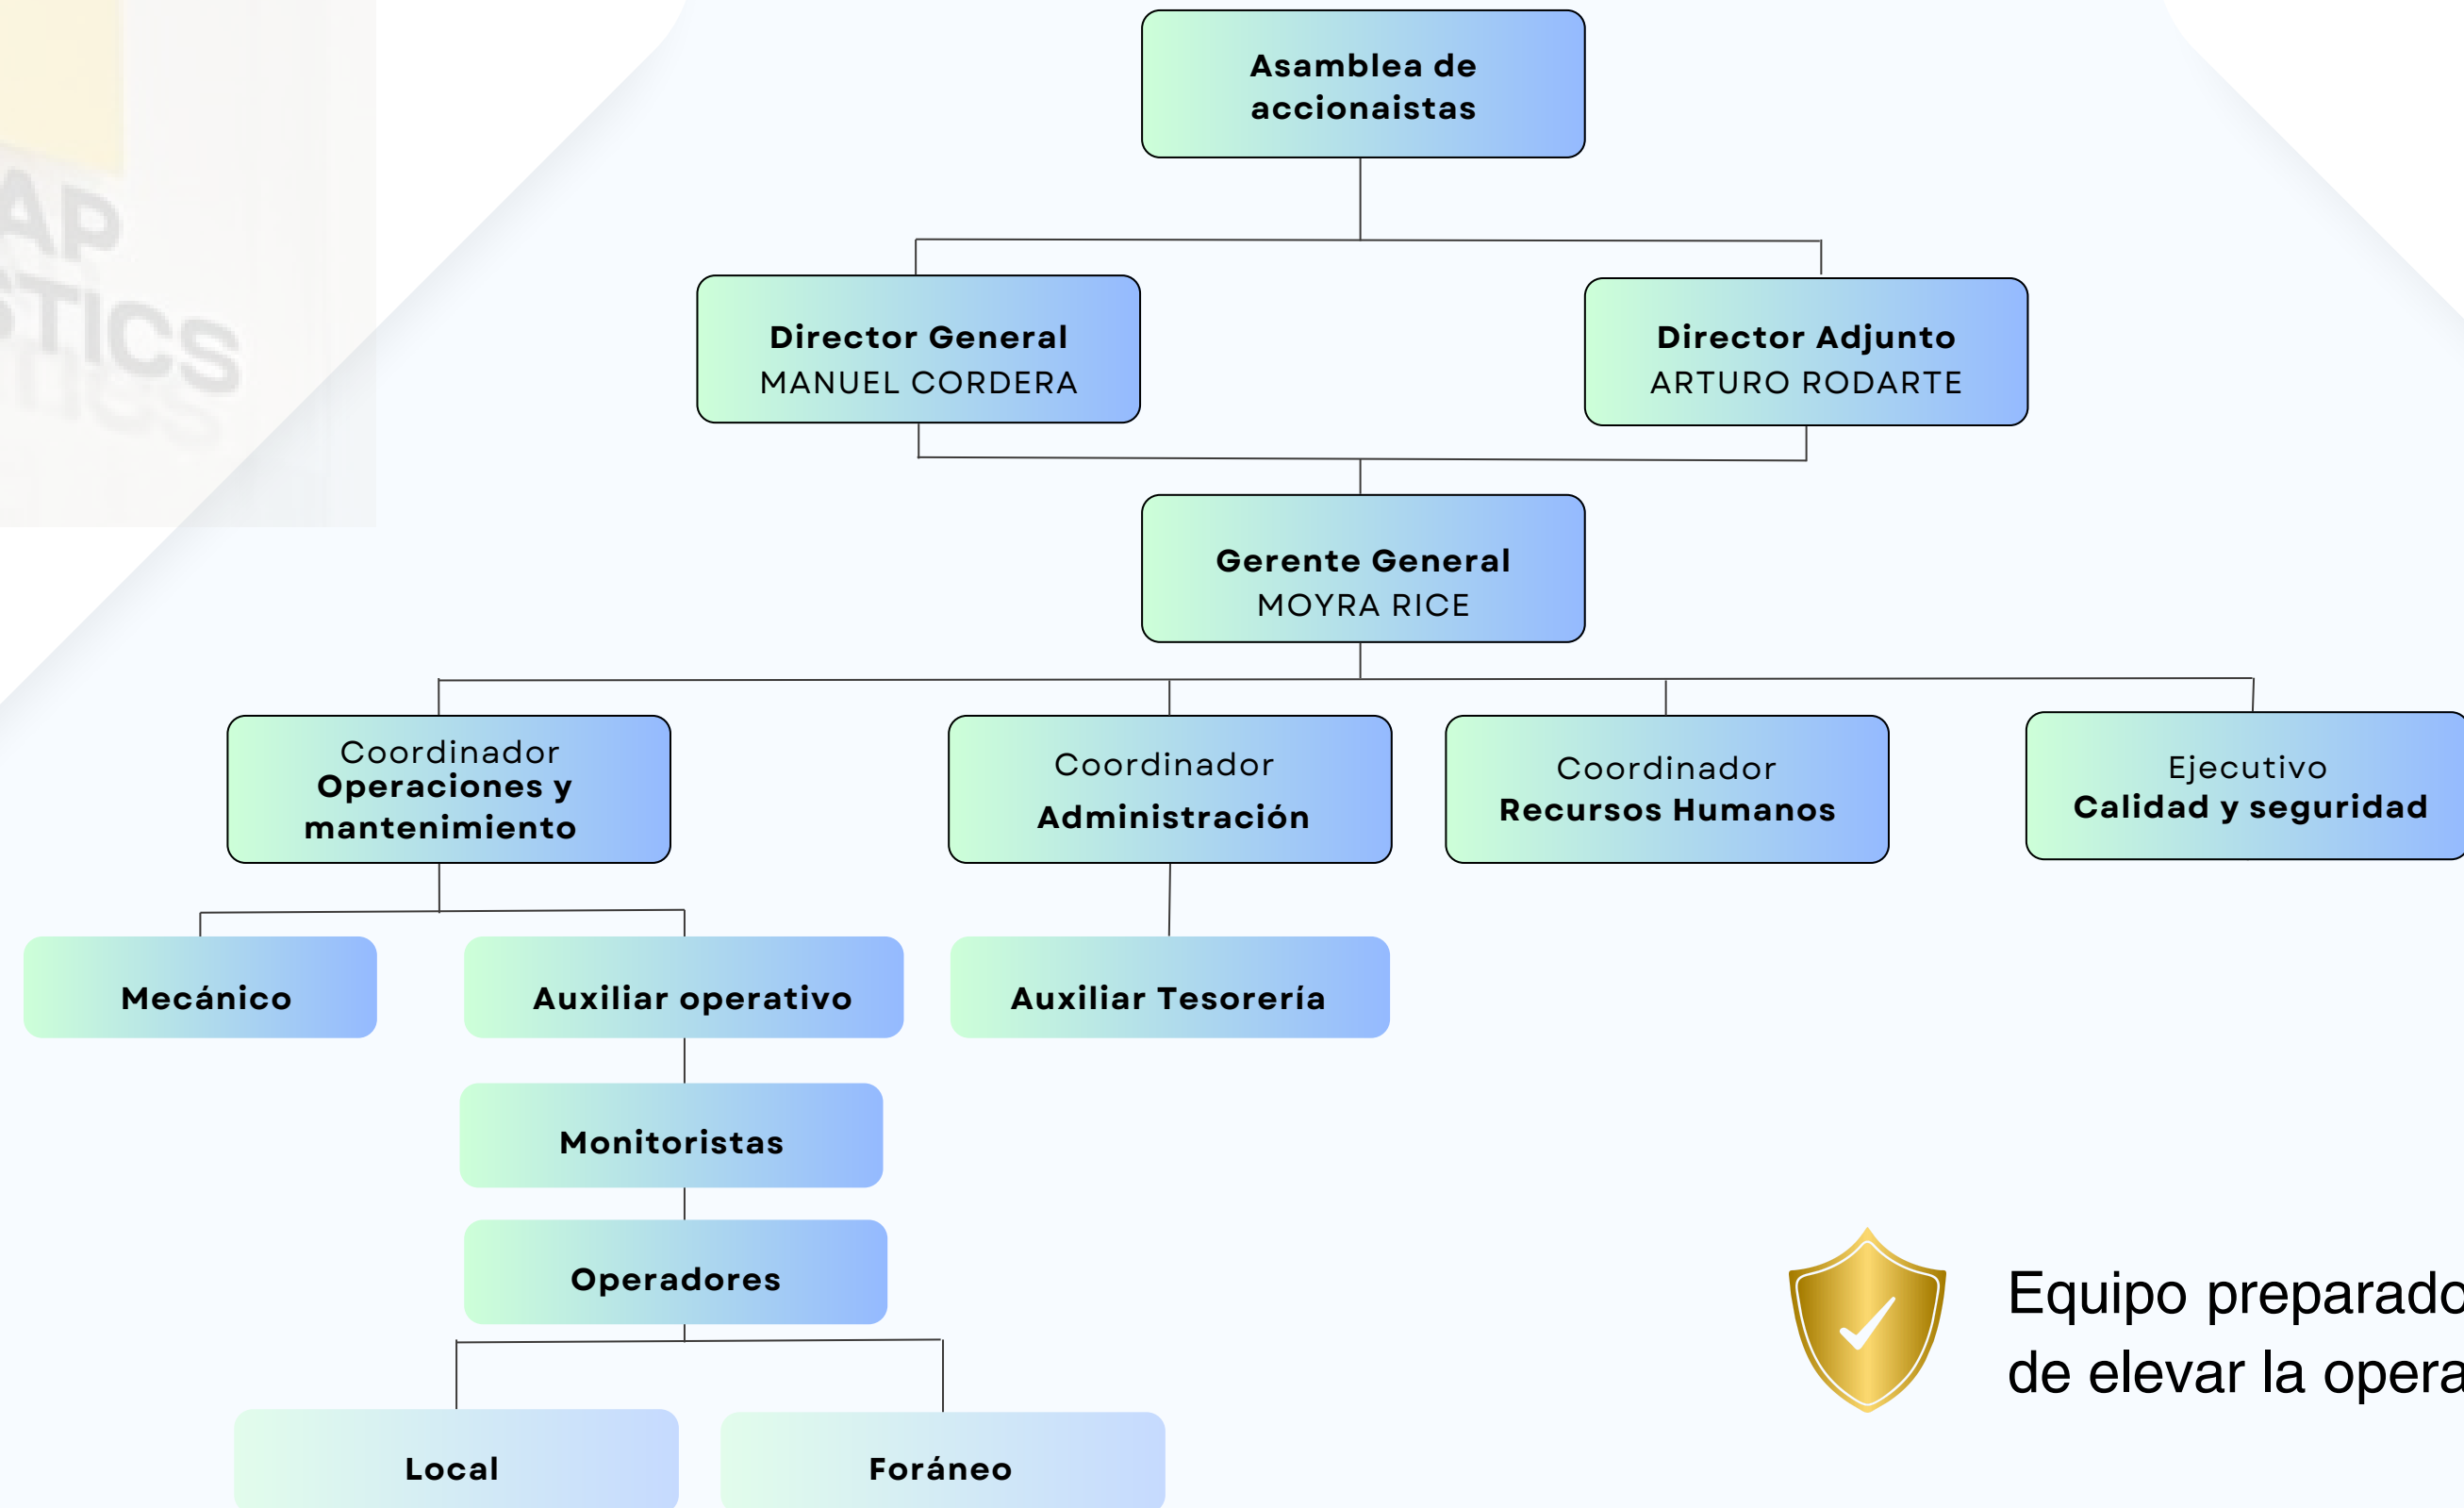 Asamblea de
accionaistas
AP
STICS
Director General
MANUEL CORDERA
Director Adjunto
ARTURO RODARTE
Gerente General
MOYRA RICE
Coordinador
Operaciones y
mantenimiento
Coordinador
Administración
Coordinador
Recursos Humanos
Ejecutivo
Calidad y seguridad
Mecánico
Auxiliar operativo
Auxiliar Tesorería
Monitoristas
Operadores
Equipo preparado
de elevar la opera
Local
Foráneo